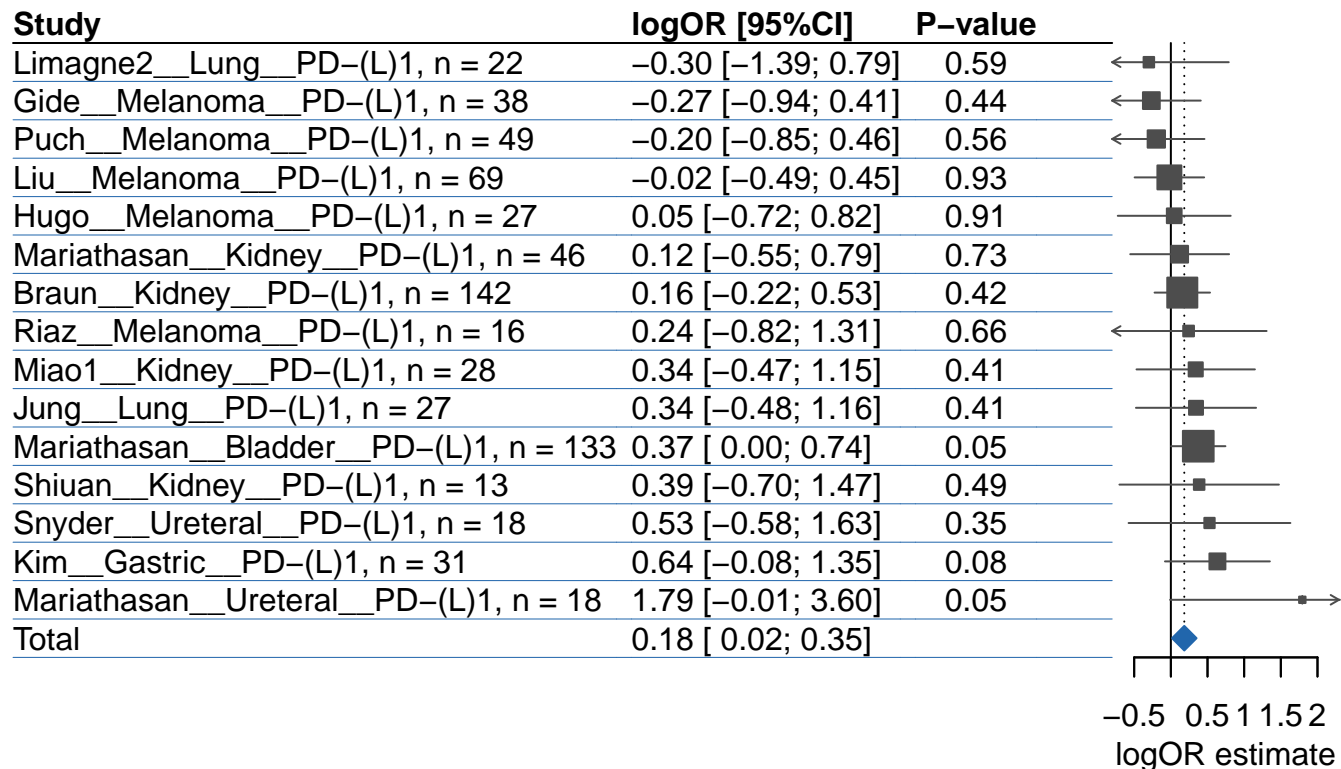 Study logOR [95%CI] P−value
Limagne2__Lung__PD−(L)1, n = 22 −0.30 [−1.39; 0.79] 0.59
Gide__Melanoma__PD−(L)1, n = 38 −0.27 [−0.94; 0.41] 0.44
Puch__Melanoma__PD−(L)1, n = 49 −0.20 [−0.85; 0.46] 0.56
Liu__Melanoma__PD−(L)1, n = 69 −0.02 [−0.49; 0.45] 0.93
Hugo__Melanoma__PD−(L)1, n = 27 0.05 [−0.72; 0.82] 0.91
Mariathasan__Kidney__PD−(L)1, n = 46 0.12 [−0.55; 0.79] 0.73
Braun__Kidney__PD−(L)1, n = 142 0.16 [−0.22; 0.53] 0.42
Riaz__Melanoma__PD−(L)1, n = 16 0.24 [−0.82; 1.31] 0.66
Miao1__Kidney__PD−(L)1, n = 28 0.34 [−0.47; 1.15] 0.41
Jung__Lung__PD−(L)1, n = 27 0.34 [−0.48; 1.16] 0.41
Mariathasan__Bladder__PD−(L)1, n = 133 0.37 [ 0.00; 0.74] 0.05
Shiuan__Kidney__PD−(L)1, n = 13 0.39 [−0.70; 1.47] 0.49
Snyder__Ureteral__PD−(L)1, n = 18 0.53 [−0.58; 1.63] 0.35
Kim__Gastric__PD−(L)1, n = 31 0.64 [−0.08; 1.35] 0.08
Mariathasan__Ureteral__PD−(L)1, n = 18 1.79 [−0.01; 3.60] 0.05
Total 0.18 [ 0.02; 0.35]
−0.5 0.5 1 1.5 2
logOR estimate